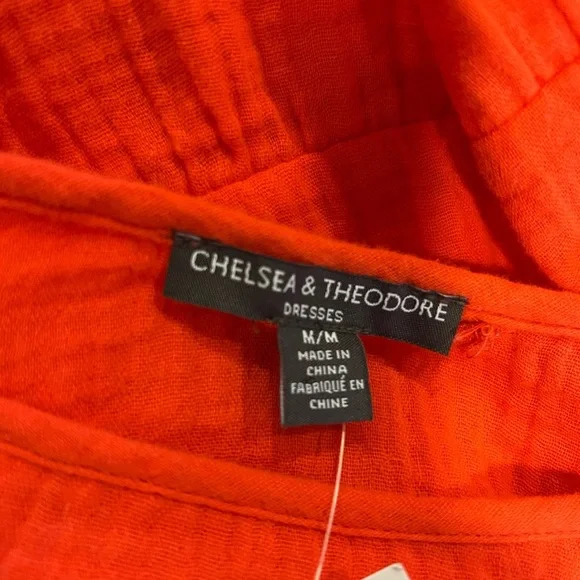 CHELSEA & THEODORE
DRESSES
M/M
MADE IN
CHINA
FABRIQUÉ EN
CHINE